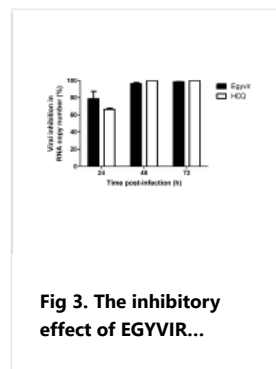 Viral inhibition in
RNA copy number (%)
100
80
60
40
20
0
24
48
72
Time post-infection (h)
Egyvir
HCQ
Fig 3. The inhibitory
effect of EGYVIR...